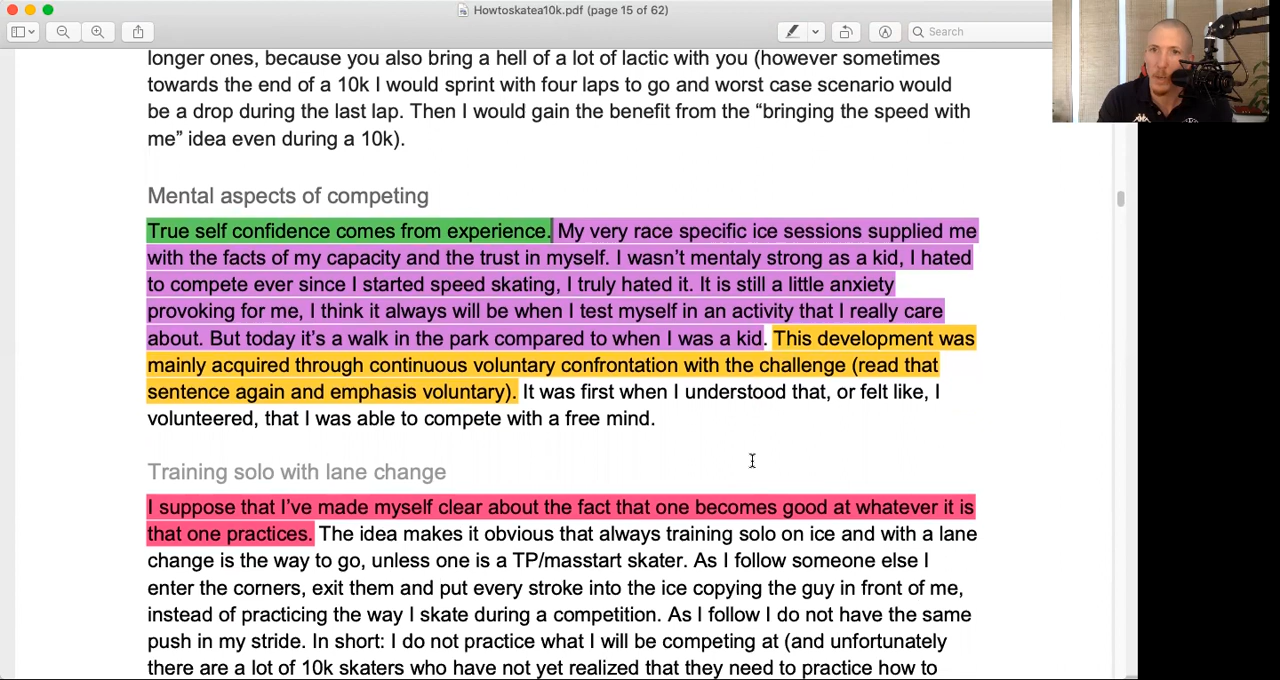 Howtoskatea10k.pdf (page 15 of 62)
Search
longer ones, because you also bring a hell of a lot of lactic with you (however sometimes
towards the end of a 10k I would sprint with four laps to go and worst case scenario would
be a drop during the last lap. Then I would gain the benefit from the “bringing the speed with
me” idea even during a 10k).
Mental aspects of competing
True self confidence comes from experience. My very race specific ice sessions supplied me
with the facts of my capacity and the trust in myself. I wasn’t mentaly strong as a kid, I hated
to compete ever since I started speed skating, I truly hated it. It is still a little anxiety
provoking for me, I think it always will be when I test myself in an activity that I really care
about. But today it’s a walk in the park compared to when I was a kid. This development was
mainly acquired through continuous voluntary confrontation with the challenge (read that
sentence again and emphasis voluntary). It was first when I understood that, or felt like, I
volunteered, that I was able to compete with a free mind.
Training solo with lane change
I suppose that I’ve made myself clear about the fact that one becomes good at whatever it is
that one practices. The idea makes it obvious that always training solo on ice and with a lane
change is the way to go, unless one is a TP/masstart skater. As I follow someone else I
enter the corners, exit them and put every stroke into the ice copying the guy in front of me,
instead of practicing the way I skate during a competition. As I follow I do not have the same
push in my stride. In short: I do not practice what I will be competing at (and unfortunately
there are a lot of 10k skaters who have not yet realized that they need to practice how to